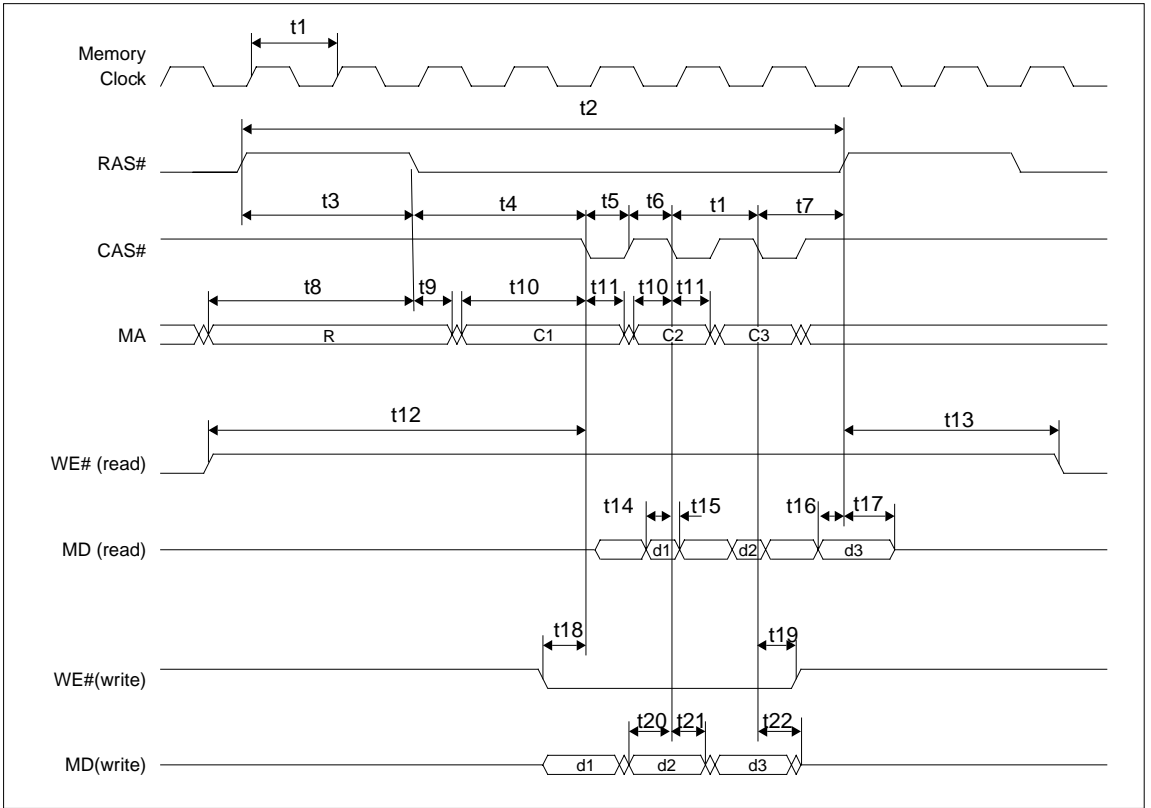 t1
Memory
Clock
t2
RAS#
t3 t4 t5 t6 t1 t7
CAS#
t8 t9 t10 t11 t10 t11
MA R C1 C2 C3
t12 t13
WE# (read)
t14 t15 t16 t17
MD (read) d1 d2 d3
t18 t19
WE#(write)
t20 t21 t22
MD(write) d1 d2 d3